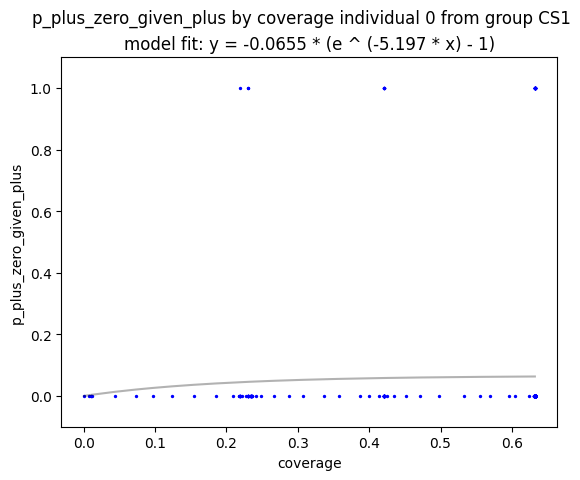 p_plus_zero_given_plus by coverage individual 0 from group CS1
model fit: y = -0.0655 * (e ^ (-5.197 * x) - 1)
1.0
0.8
0.6
0.4
0.2
0.0
p_plus_zero_given_plus
0.0 0.1 0.2 0.3 0.4 0.5 0.6
coverage